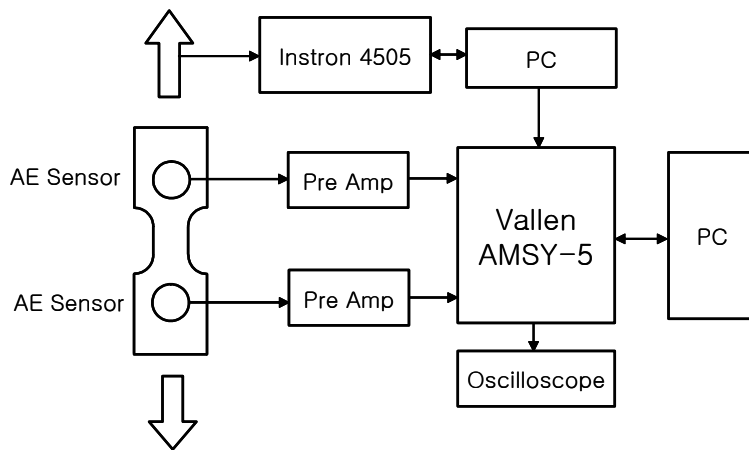 Instron 4505
PC
AE Sensor
Pre Amp
Vallen
AMSY-5
PC
AE Sensor
Pre Amp
Oscilloscope